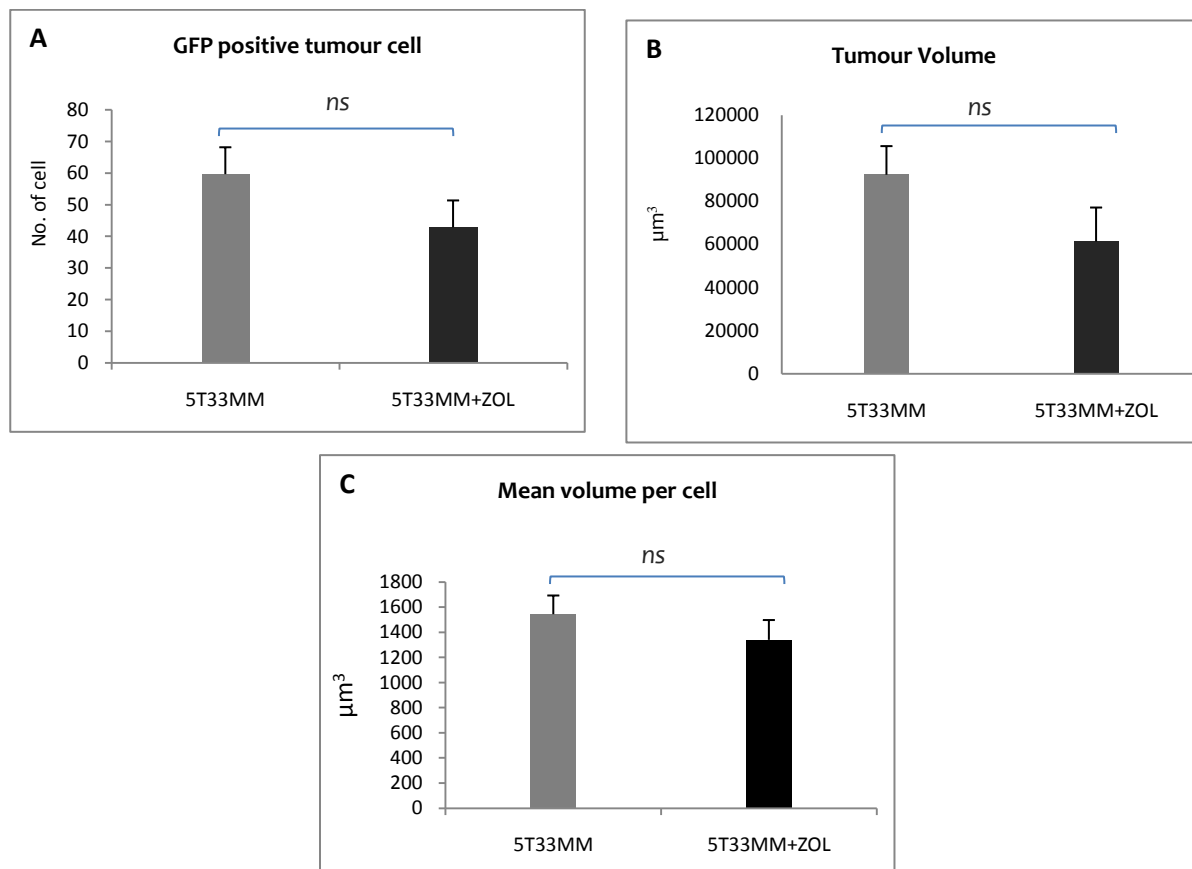 A
GFP positive tumour cell
ns
80
70
60
50
40
30
20
10
0
No. of cell
5T33MM 5T33MM+ZOL
B
Tumour Volume
ns
120000
100000
80000
60000
40000
20000
0
µm³
5T33MM 5T33MM+ZOL
C
Mean volume per cell
ns
1800
1600
1400
1200
1000
800
600
400
200
0
µm³
5T33MM 5T33MM+ZOL